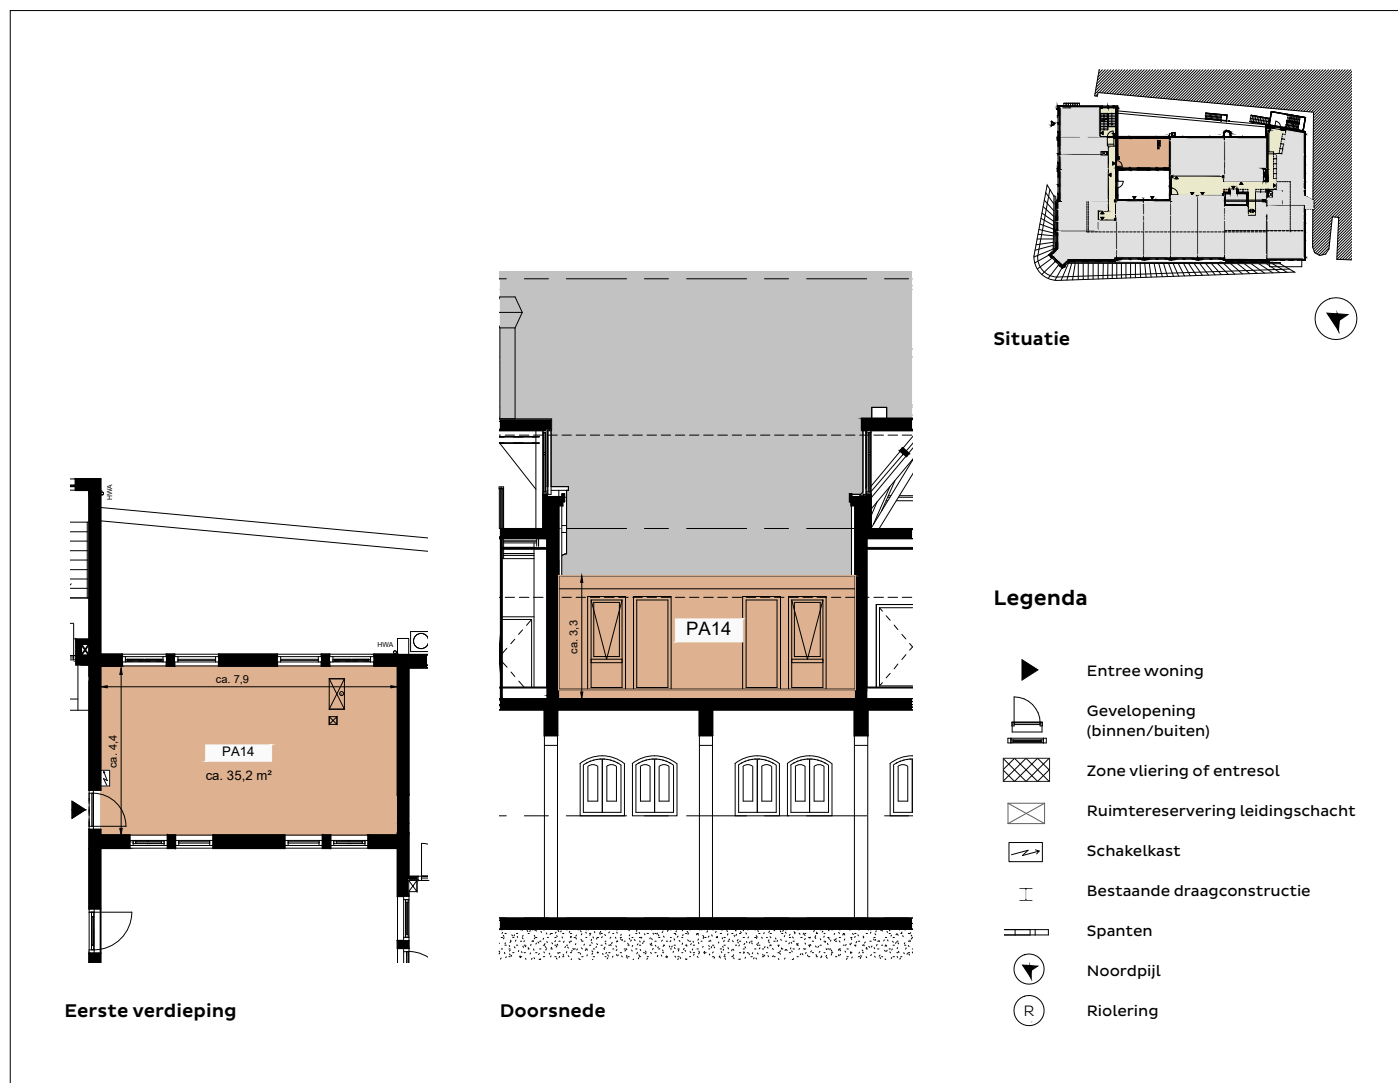 Situatie
HWA
HWA
ca. 7,9
ca. 4,4
PA14
ca. 35,2 m²
Eerste verdieping
ca. 3,3
PA14
Doorsnede
Legenda
Entree woning
Gevelopening
(binnen/buiten)
Zone vliering of entresol
Ruimtereservering leidingschacht
Schakelkast
Bestaande draagconstructie
Spanten
Noordpijl
R
Riolering